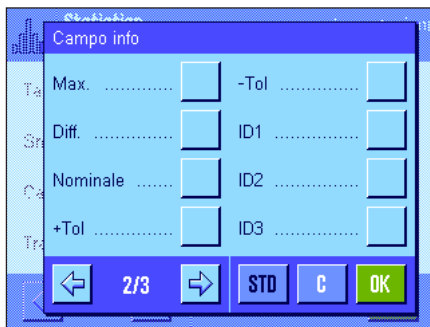 Statistica
Campo info
Max. .............
Diff. .............
Nominale .......
+Tol .............
-Tol .............
ID1 ................
ID2 ................
ID3 ................
2/3
STD
C
OK